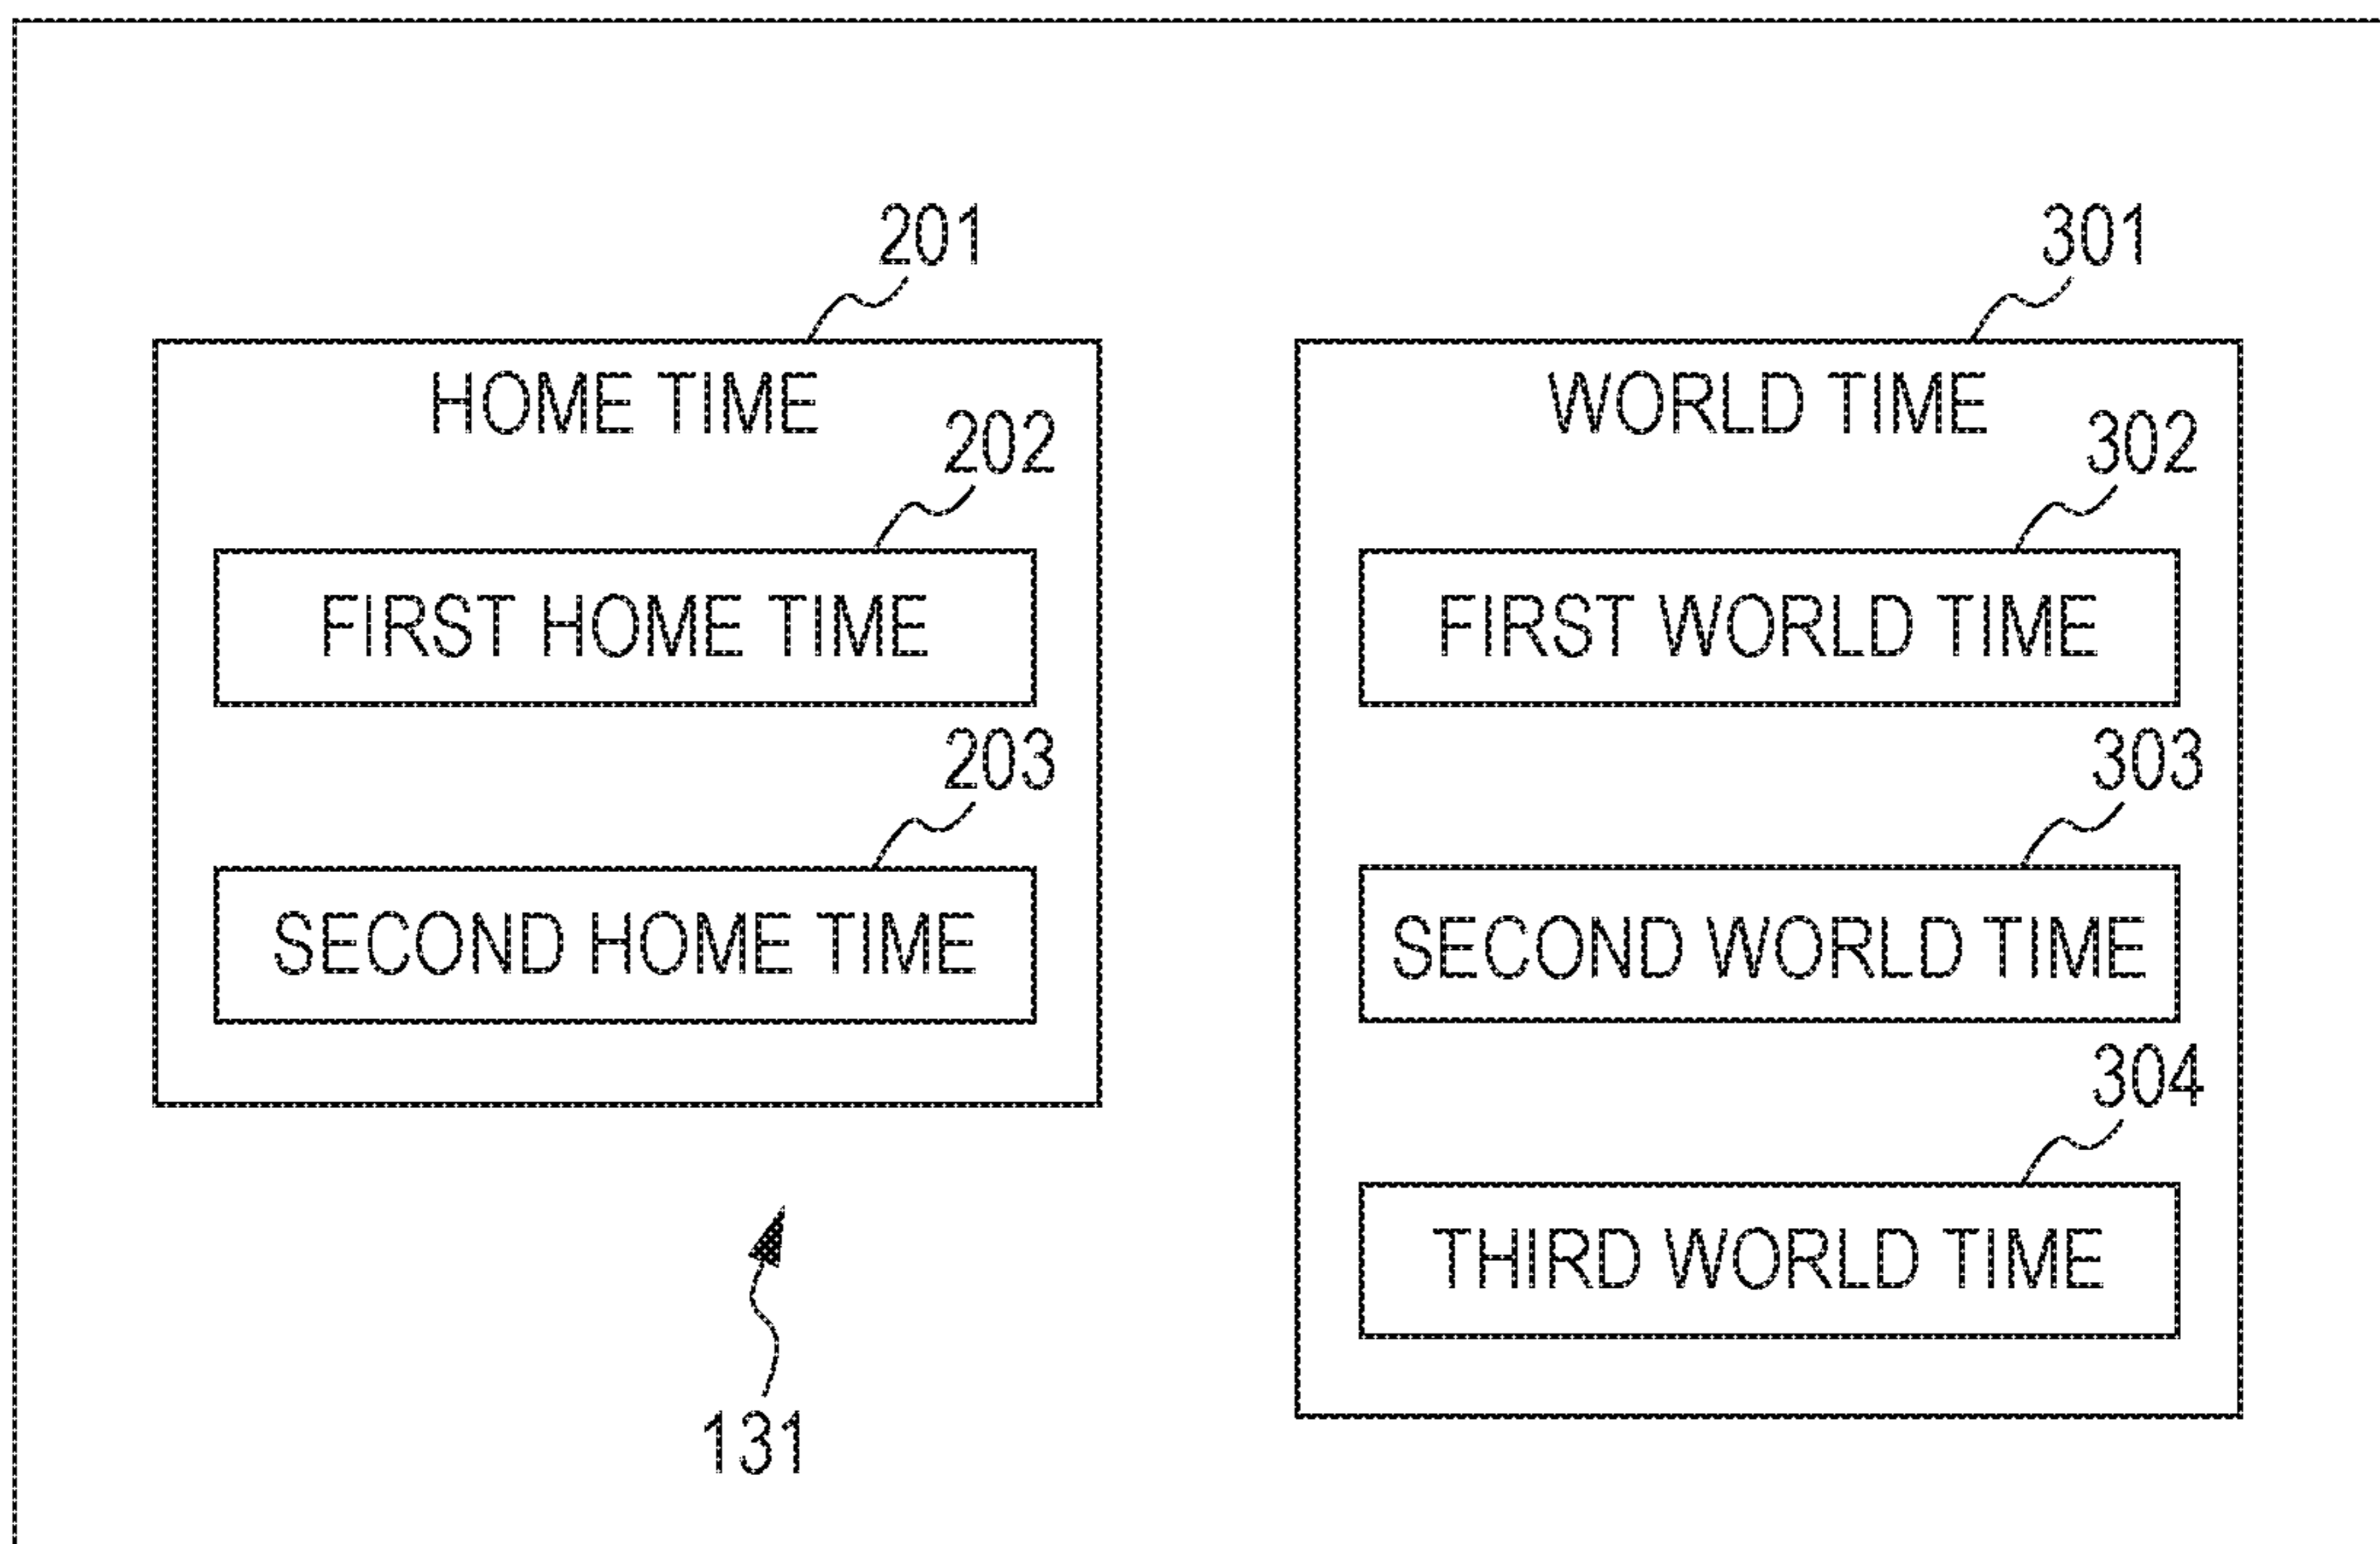 201
HOME TIME
202
FIRST HOME TIME
203
SECOND HOME TIME
131
301
WORLD TIME
302
FIRST WORLD TIME
303
SECOND WORLD TIME
304
THIRD WORLD TIME